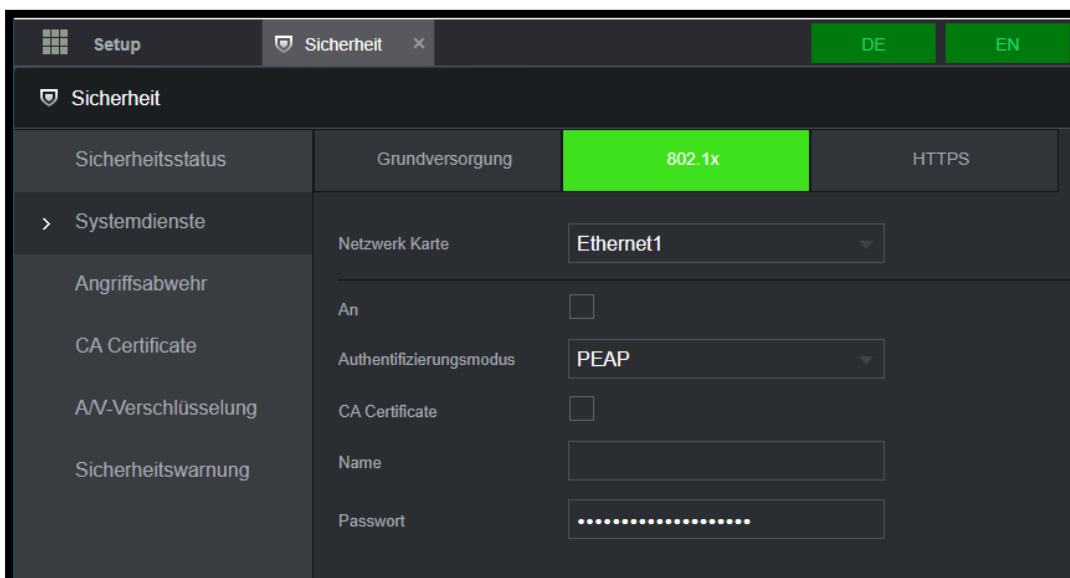 Setup
Sicherheit ×
DE
EN
Sicherheit
Sicherheitsstatus
Systemdienste
Angriffsabwehr
CA Certificate
A/V-Verschlüsselung
Sicherheitswarnung
Grundversorgung
802.1x
HTTPS
Netzwerk Karte
Ethernet1
An
Authentifizierungsmodus
PEAP
CA Certificate
Name
Passwort
••••••••••••••••••••